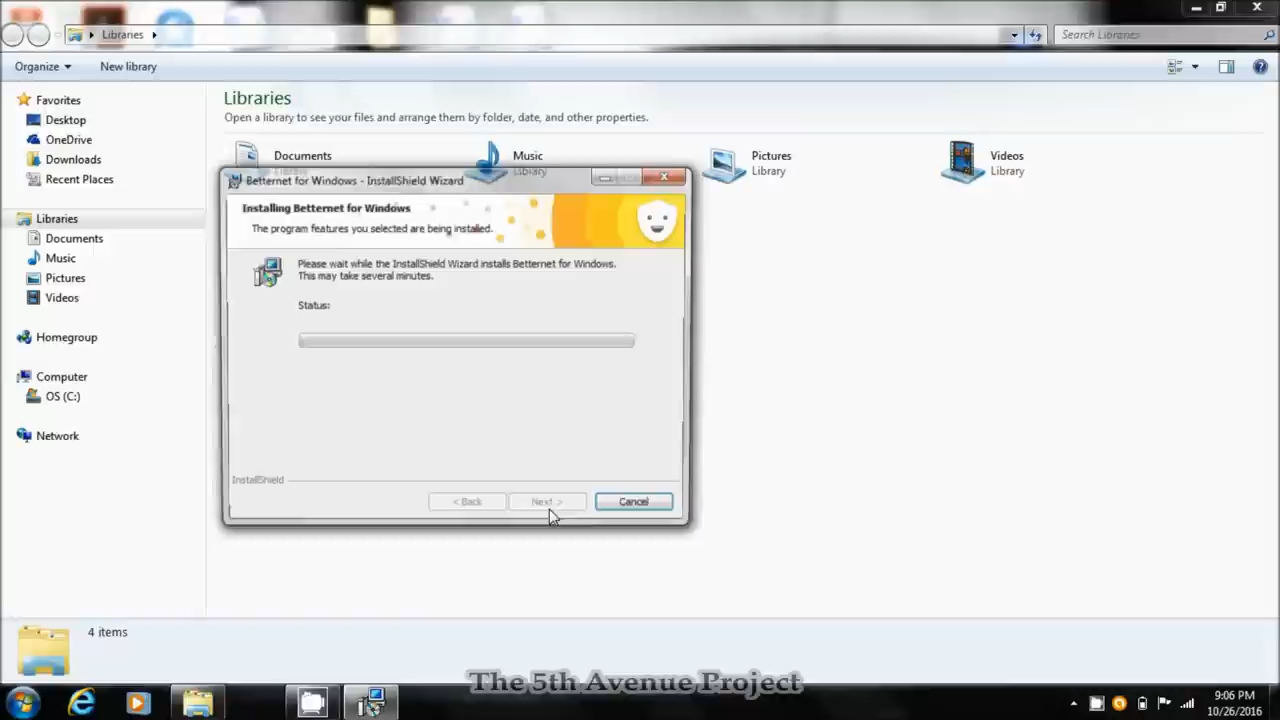 Libraries
Search Libraries
Organize
New library
Favorites
Desktop
OneDrive
Downloads
Recent Places
Libraries
Documents
Music
Pictures
Videos
Homegroup
Computer
OS (C:)
Network
Libraries
Open a library to see your files and arrange them by folder, date, and other properties.
Documents
Music
Library
Pictures
Library
Videos
Library
Betternet for Windows - InstallShield Wizard
Installing Betternet for Windows
The program features you selected are being installed.
Please wait while the InstallShield Wizard installs Betternet for Windows.
This may take several minutes.
Status:
InstallShield
< Back
Next >
Cancel
4 items
The 5th Avenue Project
9:06 PM
10/26/2016